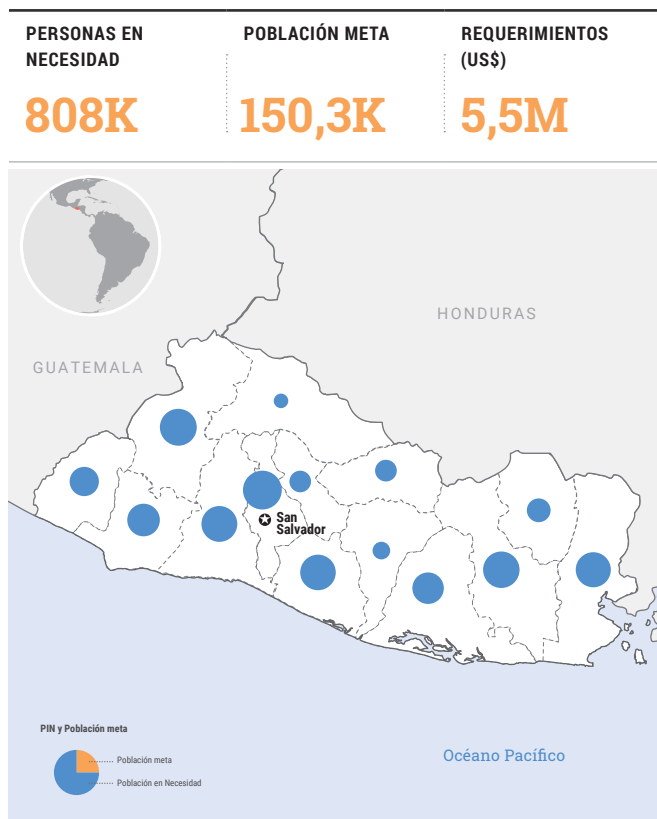 PERSONAS EN
NECESIDAD
808K
POBLACIÓN META
150,3K
REQUERIMIENTOS
(US$)
5,5M
HONDURAS
GUATEMALA
San
Salvador
PIN y Población meta
Población meta
Población en Necesidad
Océano Pacífico